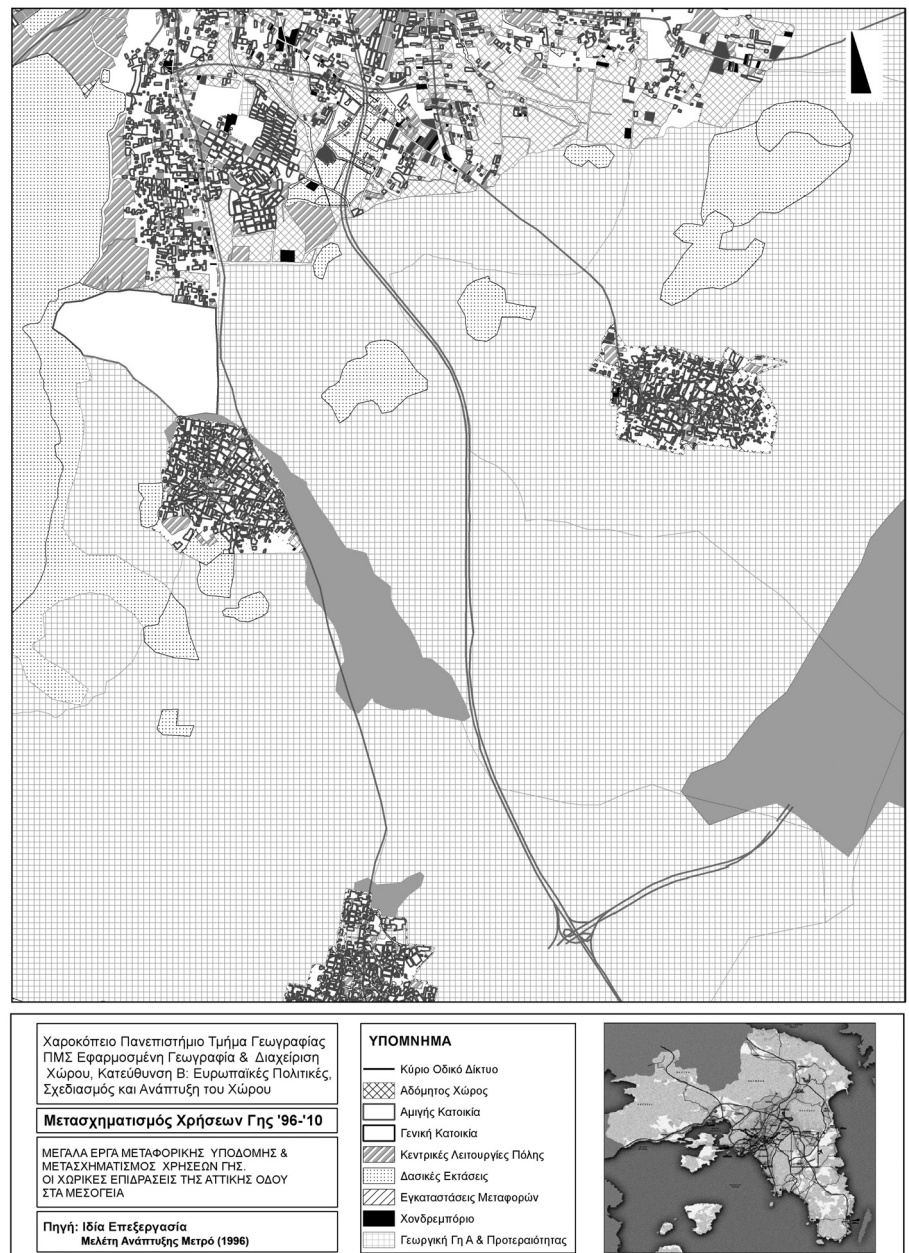 Χαροκόπειο Πανεπιστήμιο Τμήμα Γεωγραφίας
ΠΜΣ Εφαρμοσμένη Γεωγραφία & Διαχείριση
Χώρου, Κατεύθυνση Β: Ευρωπαϊκές Πολιτικές,
Σχεδιασμός και Ανάπτυξη του Χώρου
Μετασχηματισμός Χρήσεων Γης '96-'10
ΜΕΓΑΛΑ ΕΡΓΑ ΜΕΤΑΦΟΡΙΚΗΣ ΥΠΟΔΟΜΗΣ &
ΜΕΤΑΣΧΗΜΑΤΙΣΜΟΣ ΧΡΗΣΕΩΝ ΓΗΣ.
ΟΙ ΧΩΡΙΚΕΣ ΕΠΙΔΡΑΣΕΙΣ ΤΗΣ ΑΤΤΙΚΗΣ ΟΔΟΥ
ΣΤΑ ΜΕΣΟΓΕΙΑ
Πηγή: Ιδία Επεξεργασία
Μελέτη Ανάπτυξης Μετρό (1996)
ΥΠΟΜΝΗΜΑ
Κύριο Οδικό Δίκτυο
Αδόμητος Χώρος
Αμιγής Κατοικία
Γενική Κατοικία
Κεντρικές Λειτουργίες Πόλης
Δασικές Εκτάσεις
Εγκαταστάσεις Μεταφορών
Χονδρεμπόριο
Γεωργική Γη Α & Προτεραιότητας